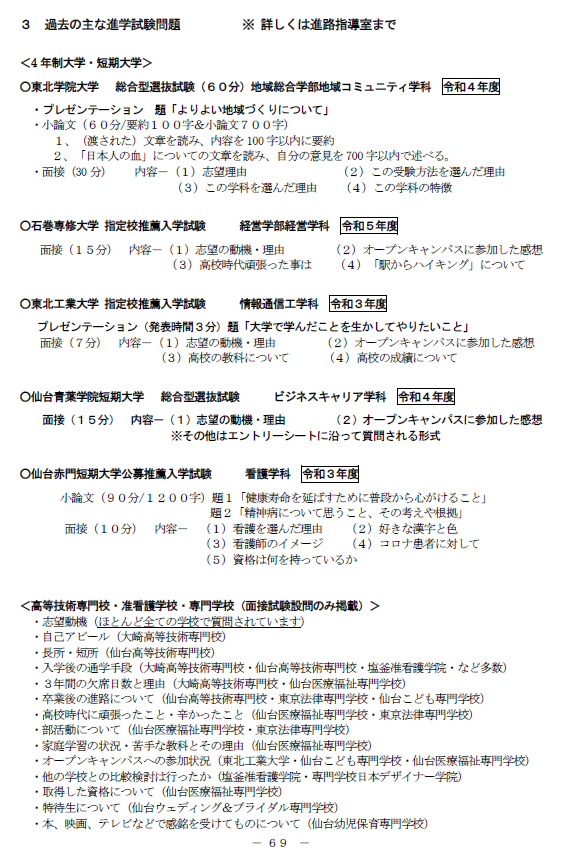 ３　過去の主な進学試験問題　　　※ 詳しくは進路指導室まで
＜４年制大学・短期大学＞
〇東北学院大学　総合型選抜試験（６０分）地域総合学部地域コミュニティ学科　令和４年度
・プレゼンテーション　題「よりよい地域づくりについて」
・小論文（６０分/要約１００字＆小論文７００字）
１、（渡された）文章を読み、内容を100字以内に要約
２、「日本人の血」についての文章を読み、自分の意見を700字以内で述べる。
・面接（30分）　内容－（１）志望理由　（２）この受験方法を選んだ理由
（３）この学科を選んだ理由　（４）この学科の特徴
〇石巻専修大学 指定校推薦入学試験　経営学部経営学科　令和５年度
面接（１５分）　内容－（１）志望の動機・理由　（２）オープンキャンパスに参加した感想
（３）高校時代頑張った事は　（４）「駅からハイキング」について
〇東北工業大学 指定校推薦入学試験　情報通信工学科　令和３年度
プレゼンテーション（発表時間３分）題「大学で学んだことを生かしてやりたいこと」
面接（７分）　内容－（１）志望の動機・理由　（２）オープンキャンパスに参加した感想
（３）高校の教科について　（４）高校の成績について
〇仙台青葉学院短期大学　総合型選抜試験　ビジネスキャリア学科　令和４年度
面接（１５分）　内容－（１）志望の動機・理由　（２）オープンキャンパスに参加した感想
※その他はエントリーシートに沿って質問される形式
〇仙台赤門短期大学公募推薦入学試験　看護学科　令和３年度
小論文（９０分/１２００字）題１「健康寿命を延ばすために普段から心がけること」
題２「精神病について思うこと、その考えや根拠」
面接（１０分）　内容－　（１）看護を選んだ理由　（２）好きな漢字と色
（３）看護師のイメージ　（４）コロナ患者に対して
（５）資格は何を持っているか
＜高等技術専門校・准看護学校・専門学校（面接試験設問のみ掲載）＞
・志望動機（ほとんど全ての学校で質問されています）
・自己アピール（大崎高等技術専門校）
・長所・短所（仙台高等技術専門校）
・入学後の通学手段（大崎高等技術専門校・仙台高等技術専門校・塩釜准看護学院・など多数）
・３年間の欠席日数と理由（大崎高等技術専門校・仙台医療福祉専門学校）
・卒業後の進路について（仙台高等技術専門校・東京法律専門学校・仙台こども専門学校）
・高校時代に頑張ったこと・辛かったこと（仙台医療福祉専門学校・東京法律専門学校）
・部活動について（仙台医療福祉専門学校・東京法律専門学校）
・家庭学習の状況・苦手な教科とその理由（仙台医療福祉専門学校）
・オープンキャンパスへの参加状況（東北工業大学・仙台こども専門学校・仙台医療福祉専門学校）
・他の学校との比較検討は行ったか（塩釜准看護学院・専門学校日本デザイナー学院）
・取得した資格について（仙台医療福祉専門学校）
・特待生について（仙台ウェディング＆ブライダル専門学校）
・本、映画、テレビなどで感銘を受けてものについて（仙台幼児保育専門学校）
－ ６９ －